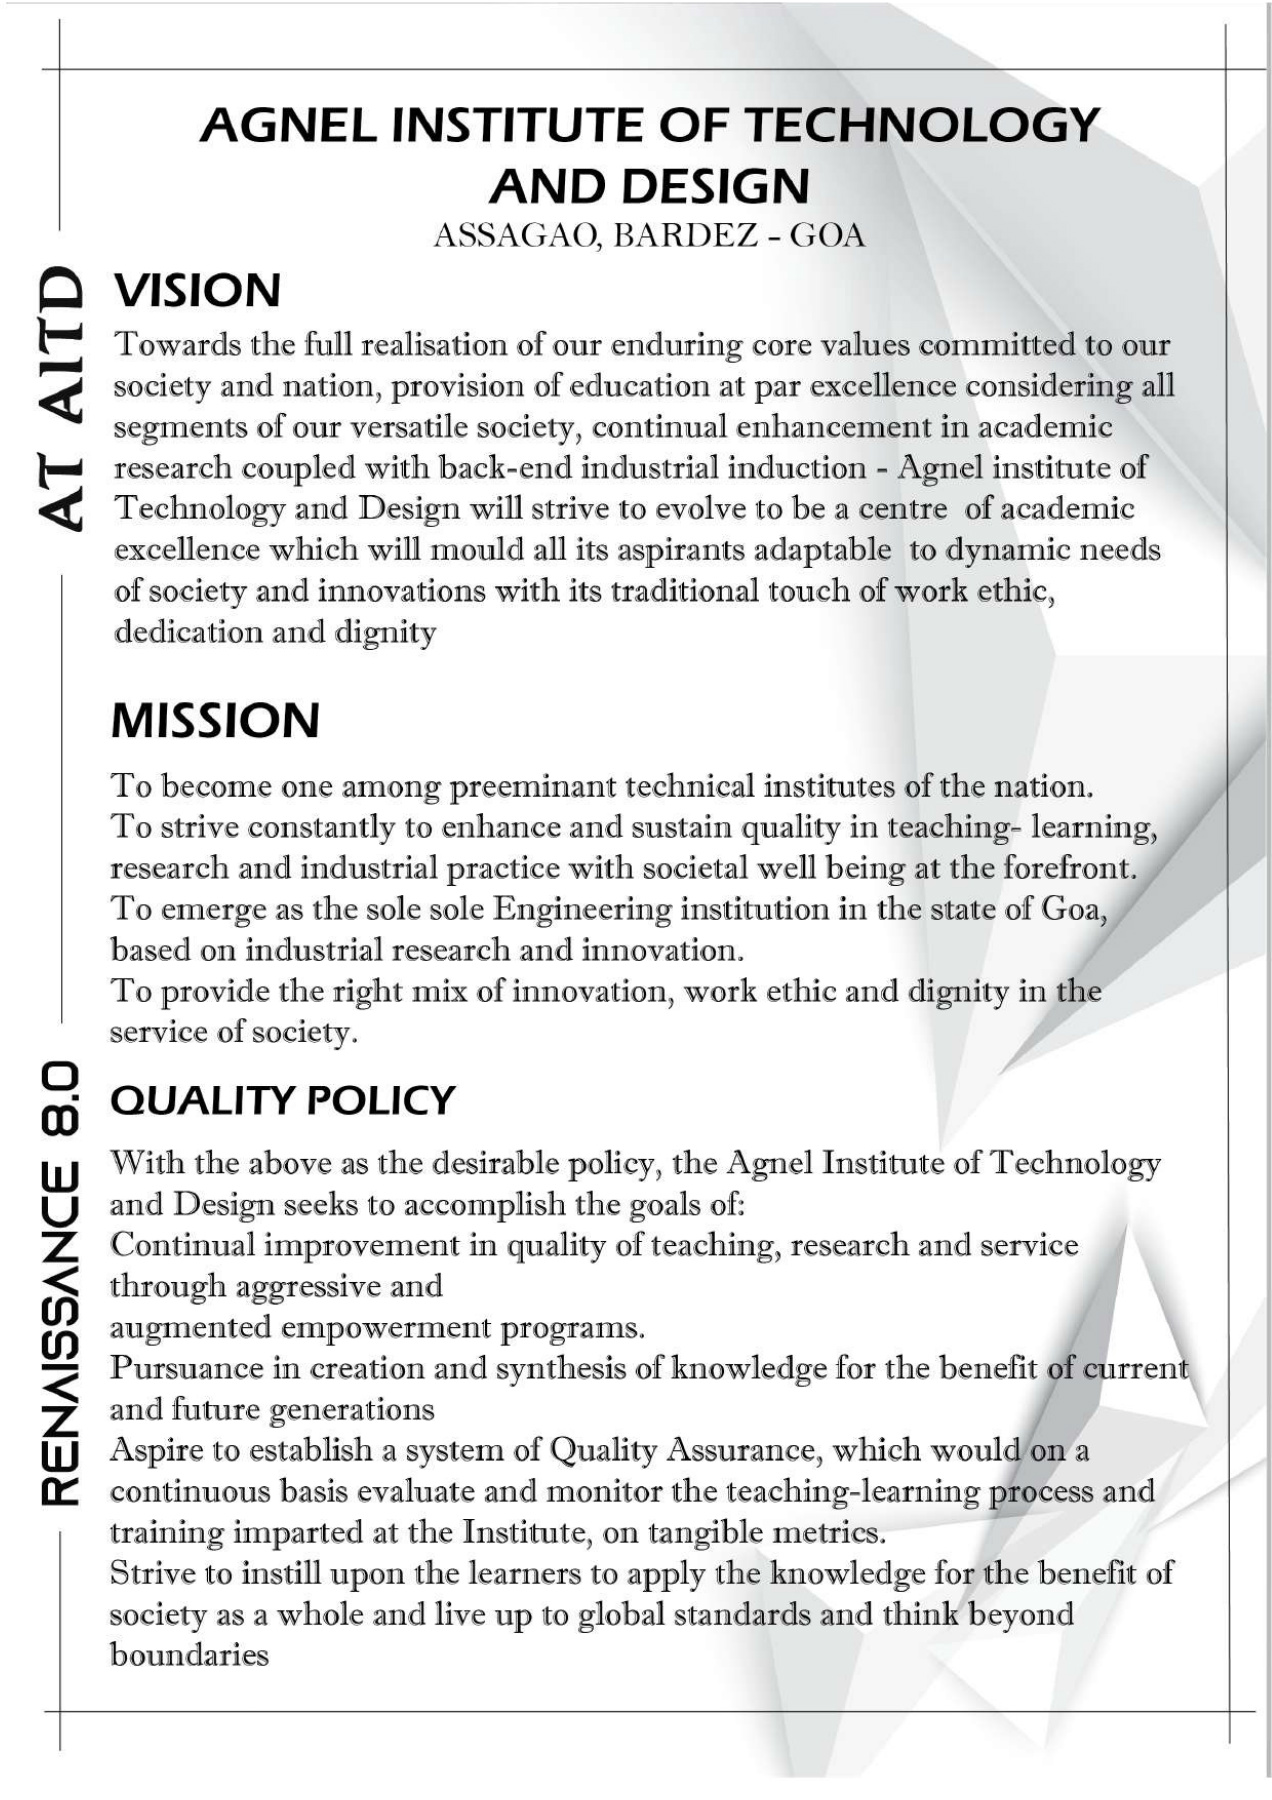 AGNEL INSTITUTE OF TECHNOLOGY
AND DESIGN
ASSAGAO, BARDEZ - GOA
AT AITD
VISION
Towards the full realisation of our enduring core values committed to our
society and nation, provision of education at par excellence considering all
segments of our versatile society, continual enhancement in academic
research coupled with back-end industrial induction - Agnel institute of
Technology and Design will strive to evolve to be a centre of academic
excellence which will mould all its aspirants adaptable to dynamic needs
of society and innovations with its traditional touch of work ethic,
dedication and dignity
MISSION
To become one among preeminant technical institutes of the nation.
To strive constantly to enhance and sustain quality in teaching- learning,
research and industrial practice with societal well being at the forefront.
To emerge as the sole sole Engineering institution in the state of Goa,
based on industrial research and innovation.
To provide the right mix of innovation, work ethic and dignity in the
service of society.
RENAISSANCE 8.0
QUALITY POLICY
With the above as the desirable policy, the Agnel Institute of Technology
and Design seeks to accomplish the goals of:
Continual improvement in quality of teaching, research and service
through aggressive and
augmented empowerment programs.
Pursuance in creation and synthesis of knowledge for the benefit of current
and future generations
Aspire to establish a system of Quality Assurance, which would on a
continuous basis evaluate and monitor the teaching-learning process and
training imparted at the Institute, on tangible metrics.
Strive to instill upon the learners to apply the knowledge for the benefit of
society as a whole and live up to global standards and think beyond
boundaries